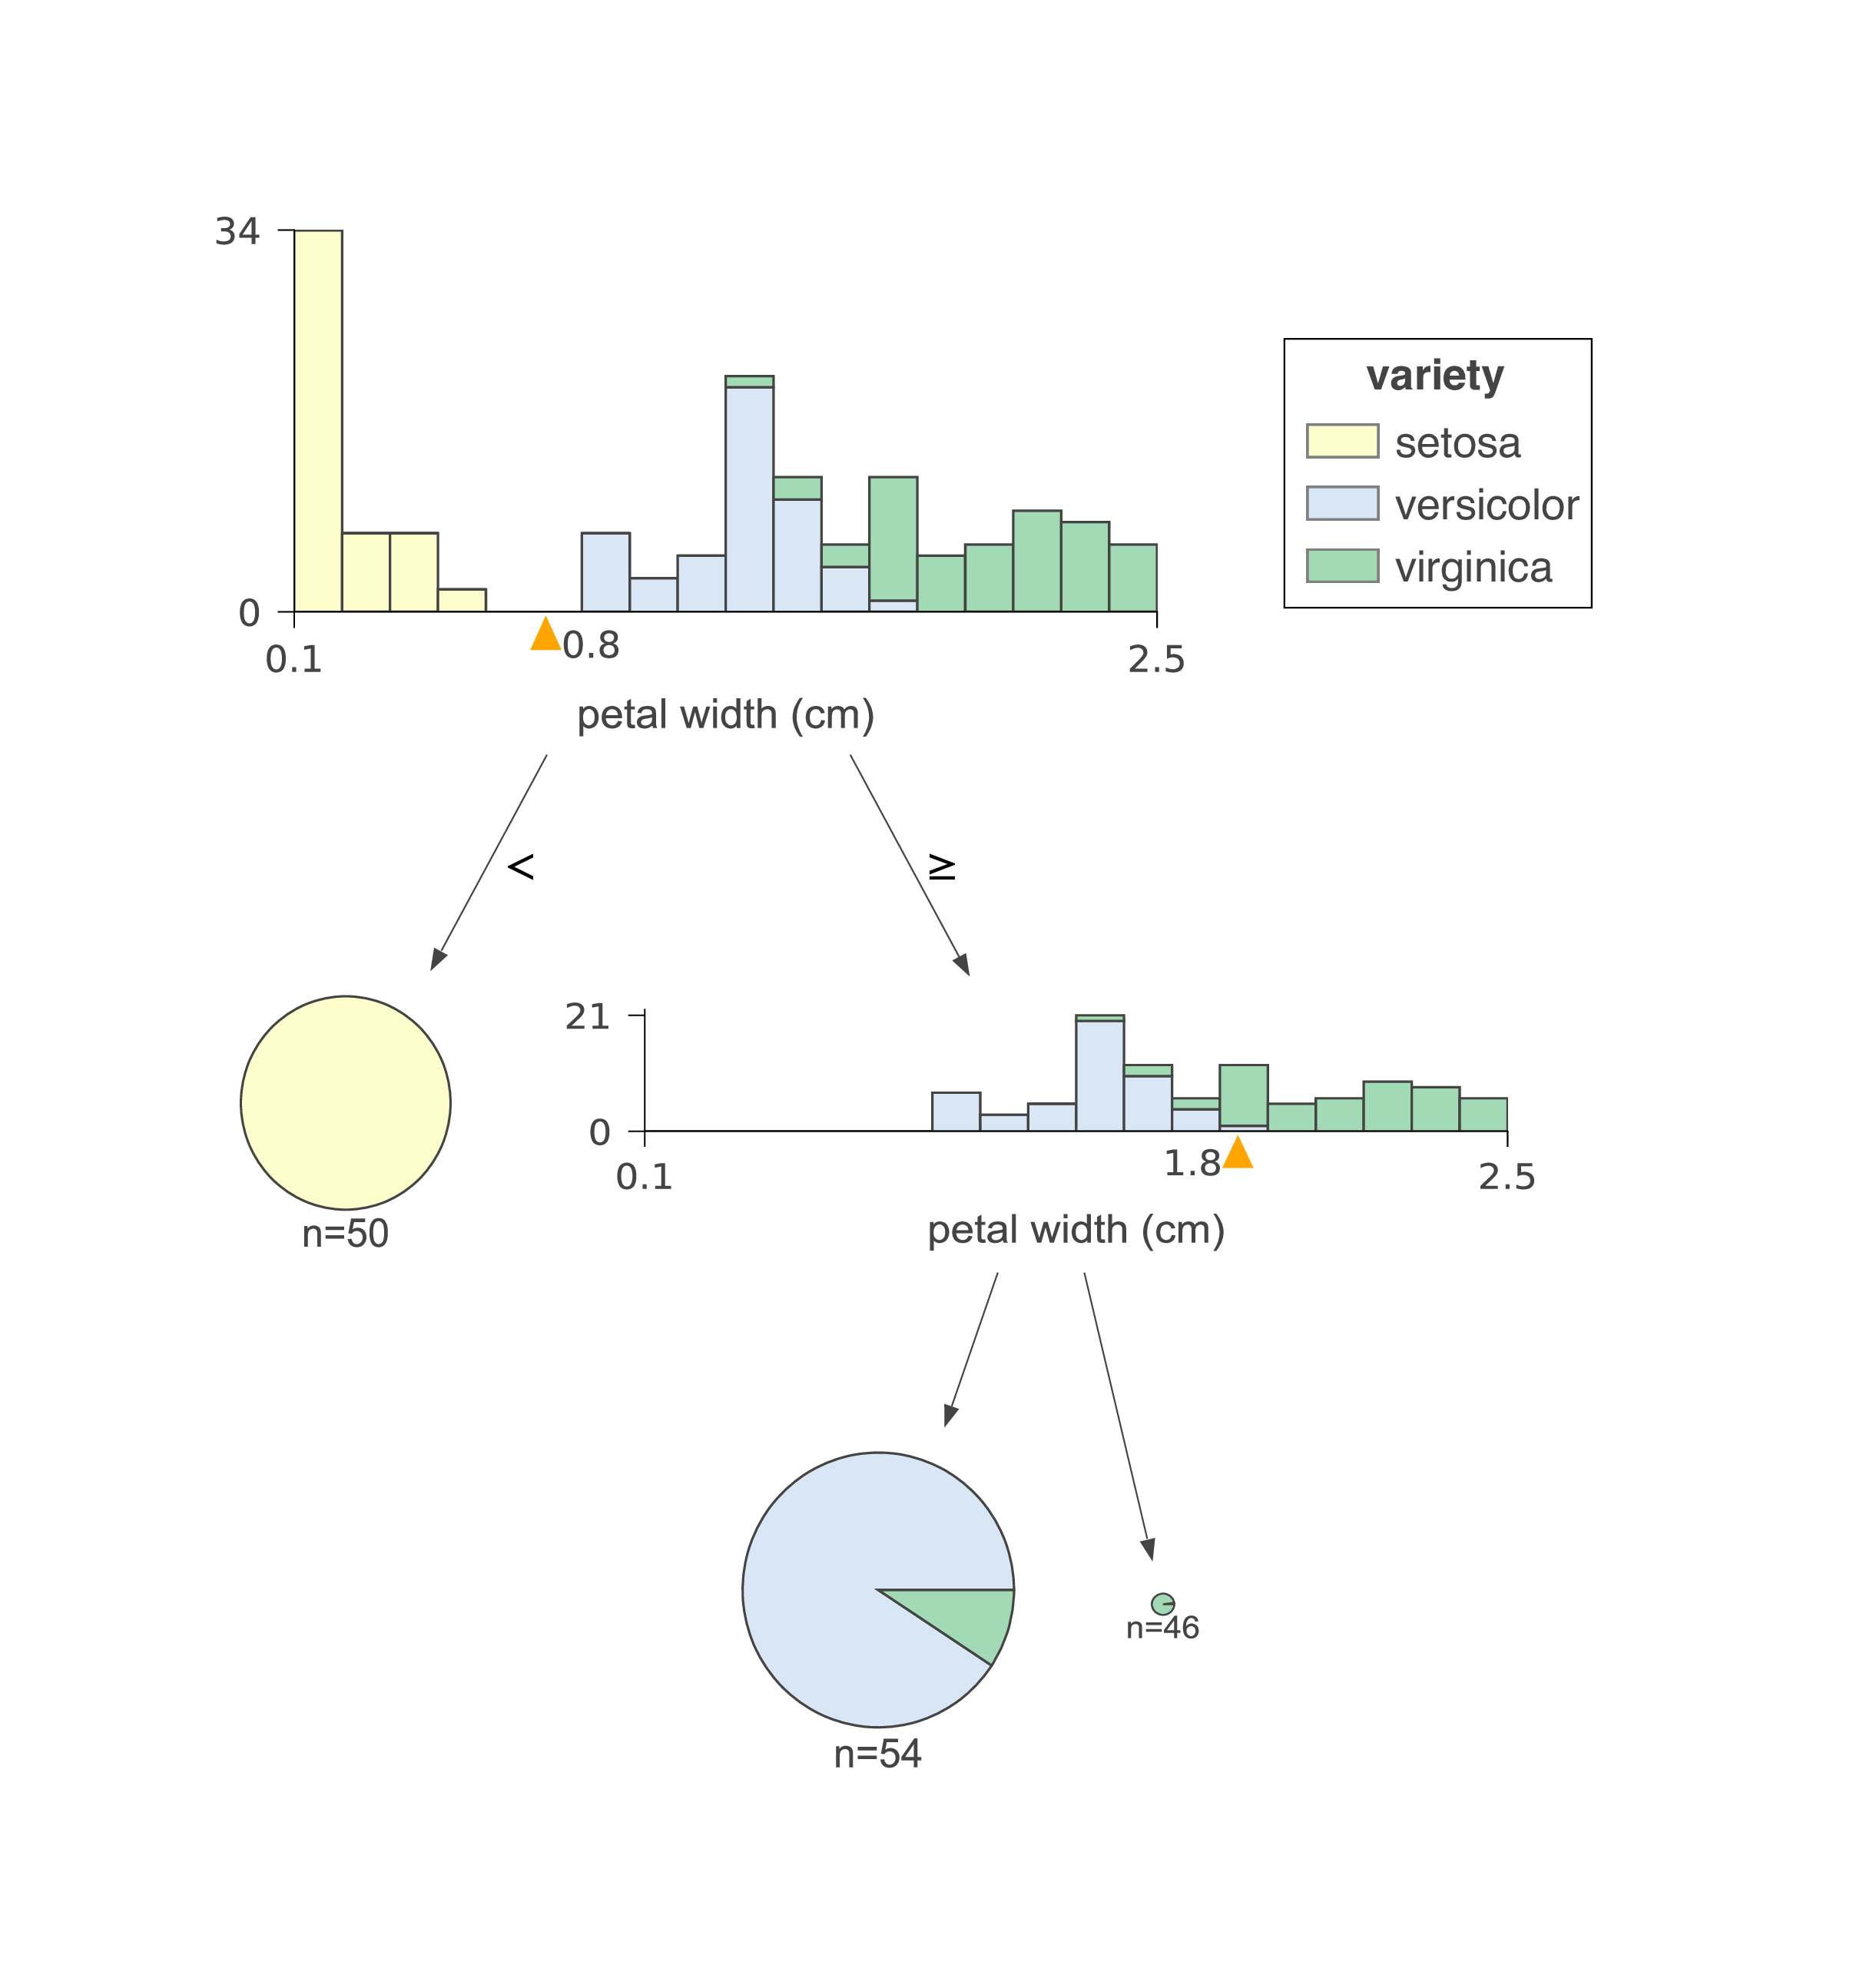 34
0
0.1
0.8
2.5
petal width (cm)
variety
setosa
versicolor
virginica
<
≥
n=50
21
0
0.1
1.8
2.5
petal width (cm)
n=54
n=46